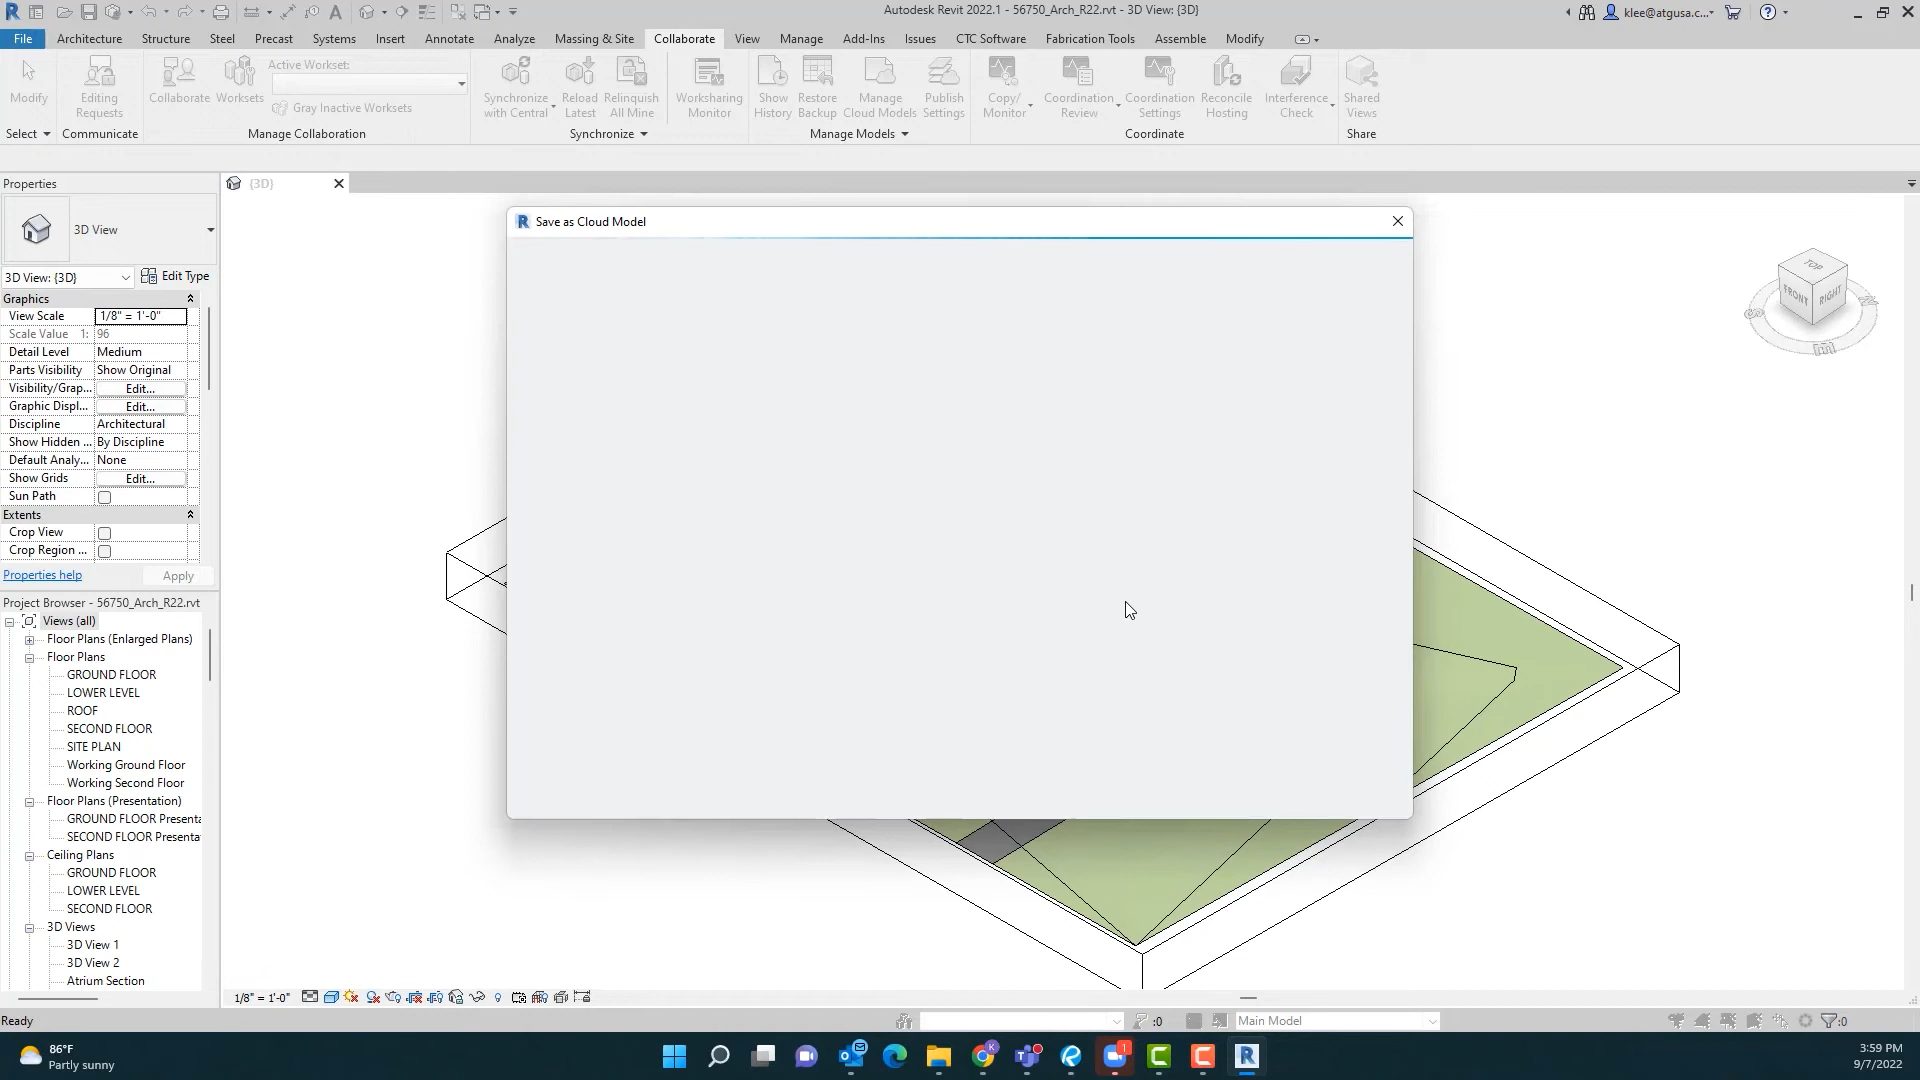 Autodesk Revit 2022.1 - 56750_Arch_R22.rvt - 3D View: {3D}
klee@atgusa.c...
File Architecture Structure Steel Precast Systems Insert Annotate Analyze Massing & Site Collaborate View Manage Add-Ins Issues CTC Software Fabrication Tools Assemble Modify
Modify
Editing
Requests
Collaborate
Worksets
Active Workset:
Gray Inactive Worksets
Synchronize
with Central
Reload
Latest
Relinquish
All Mine
Worksharing
Monitor
Show
History
Restore
Backup
Manage
Cloud Models
Publish
Settings
Copy/
Monitor
Coordination
Review
Coordination
Settings
Reconcile
Hosting
Interference
Check
Shared
Views
Select Communicate Manage Collaboration Synchronize Manage Models Coordinate Share
Properties
{3D}
3D View
3D View: {3D}
Edit Type
Graphics
View Scale 1/8" = 1'-0"
Scale Value 1: 96
Detail Level Medium
Parts Visibility Show Original
Visibility/Grap... Edit...
Graphic Displ... Edit...
Discipline Architectural
Show Hidden ... By Discipline
Default Analy... None
Show Grids Edit...
Sun Path
Extents
Crop View
Crop Region ...
Properties help
Apply
Project Browser - 56750_Arch_R22.rvt
Views (all)
Floor Plans (Enlarged Plans)
Floor Plans
GROUND FLOOR
LOWER LEVEL
ROOF
SECOND FLOOR
SITE PLAN
Working Ground Floor
Working Second Floor
Floor Plans (Presentation)
GROUND FLOOR Presenta
SECOND FLOOR Presenta
Ceiling Plans
GROUND FLOOR
LOWER LEVEL
SECOND FLOOR
3D Views
3D View 1
3D View 2
Atrium Section
Save as Cloud Model
TOP
FRONT
RIGHT
S
E
N
1/8" = 1'-0"
Ready
:0
Main Model
:0
86°F
Partly sunny
K
1
3:59 PM
9/7/2022